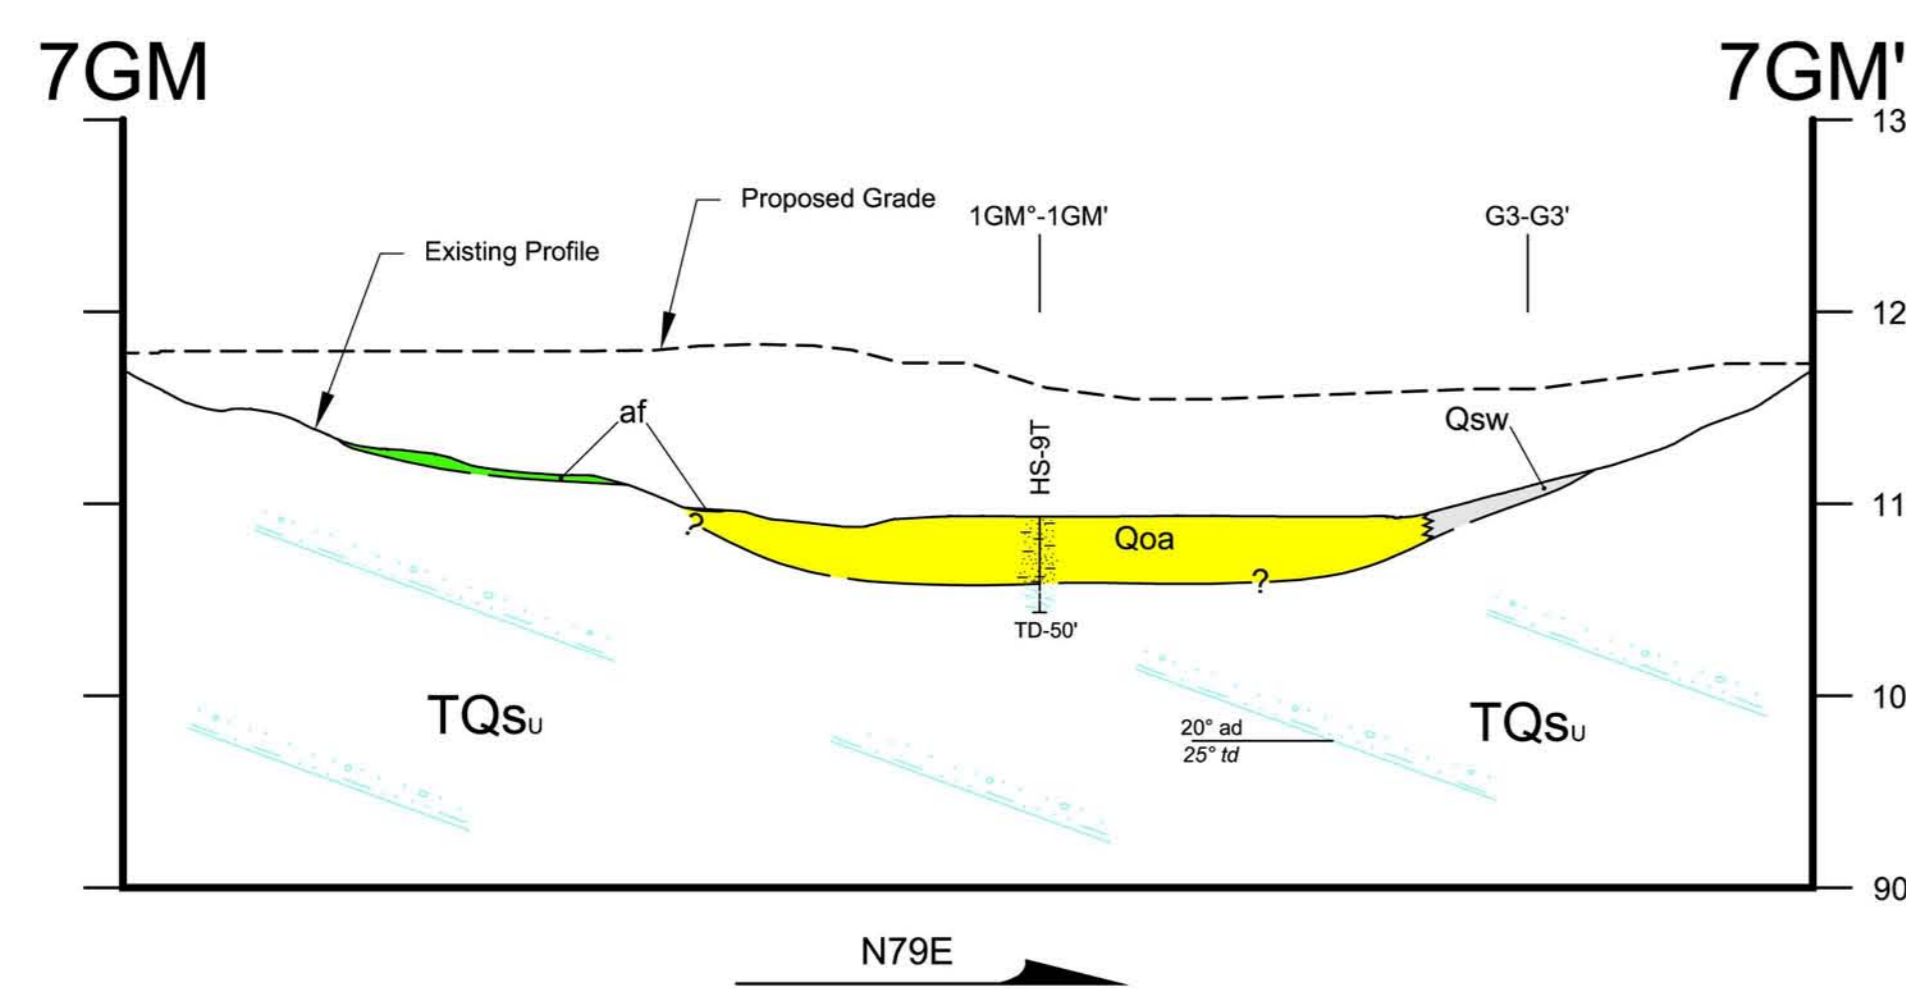 7GM
7GM'
13
Proposed Grade
1GM°-1GM'
G3-G3'
Existing Profile
12
af
Qsw
HS-9T
11
?
Qoa
?
TD-50'
TQsU
10
20° ad
25° td
TQsU
90
N79E